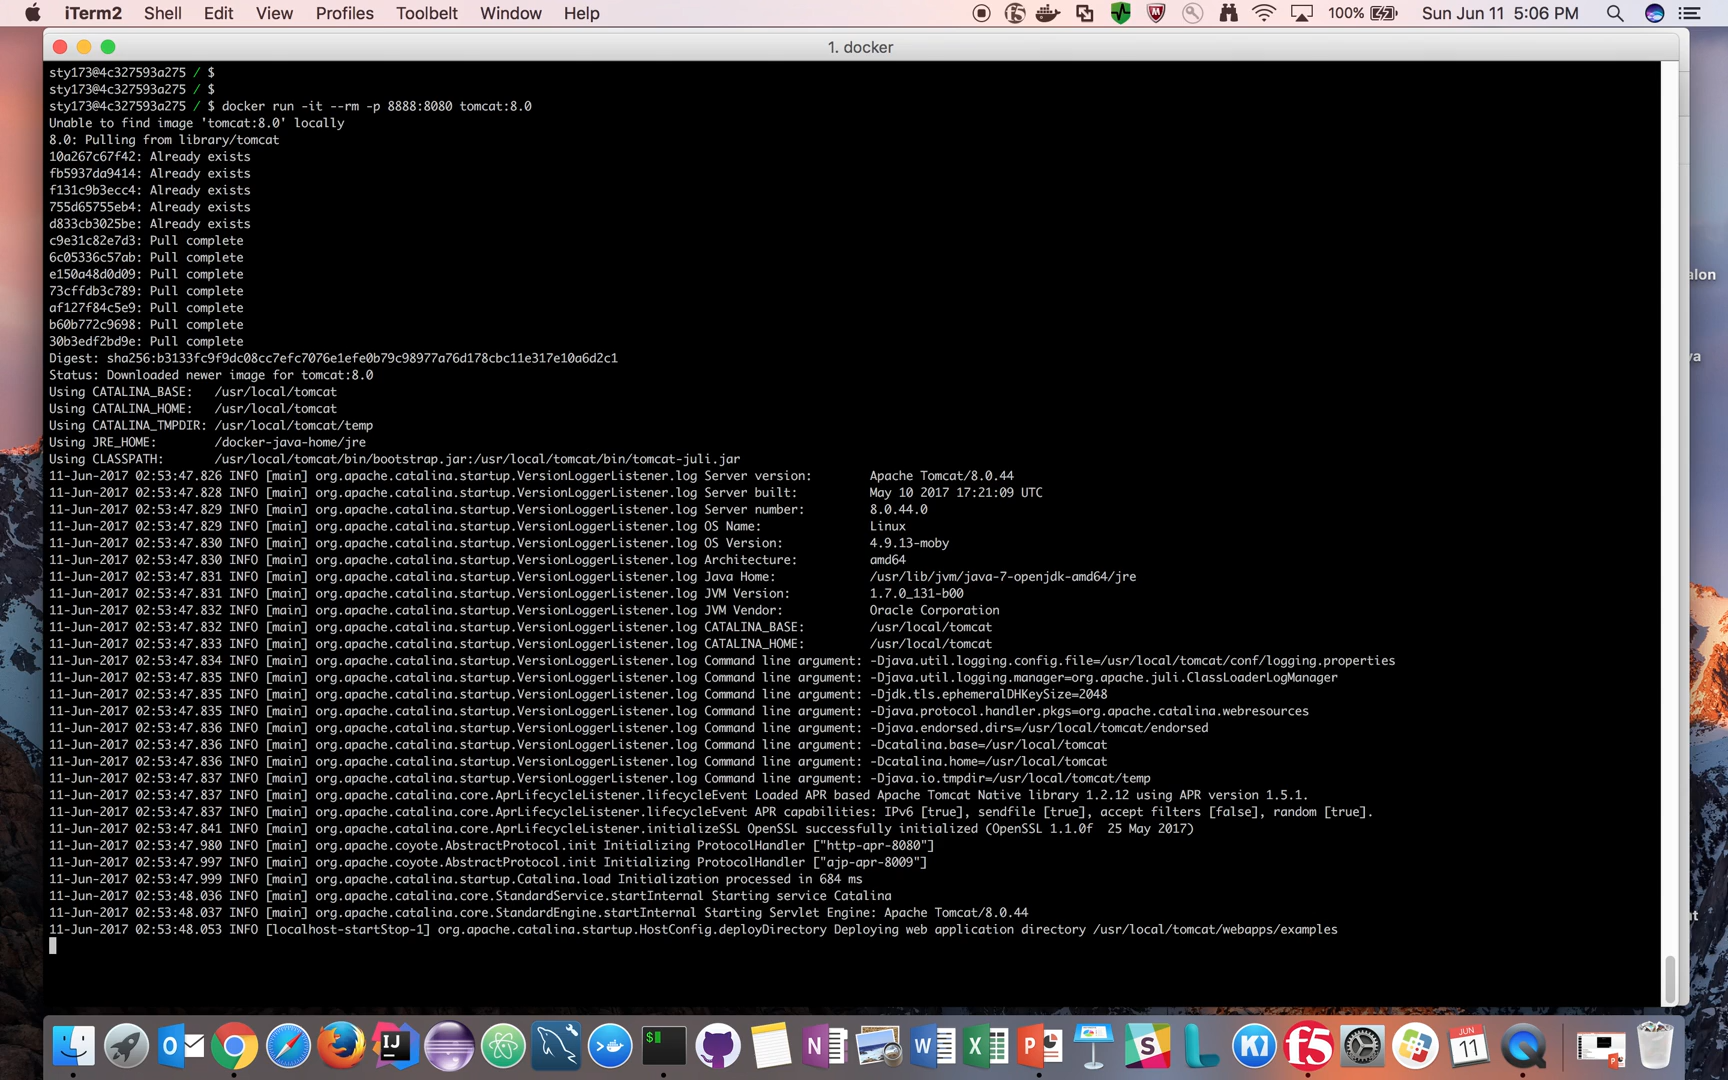 iTerm2 Shell Edit View Profiles Toolbelt Window Help 100% Sun Jun 11 5:06 PM
1. docker
sty173@4c327593a275 / $
sty173@4c327593a275 / $
sty173@4c327593a275 / $ docker run -it --rm -p 8888:8080 tomcat:8.0
Unable to find image 'tomcat:8.0' locally
8.0: Pulling from library/tomcat
10a267c67f42: Already exists
fb5937da9414: Already exists
f131c9b3ecc4: Already exists
755d65755eb4: Already exists
d833cb3025be: Already exists
c9e31c82e7d3: Pull complete
6c05336c57ab: Pull complete
e150a48d0d09: Pull complete
73cffdb3c789: Pull complete
af127f84c5e9: Pull complete
b60b772c9698: Pull complete
30b3edf2bd9e: Pull complete
Digest: sha256:b3133fc9f9dc08cc7efc7076e1efe0b79c98977a76d178cbc11e317e10a6d2c1
Status: Downloaded newer image for tomcat:8.0
Using CATALINA_BASE:   /usr/local/tomcat
Using CATALINA_HOME:   /usr/local/tomcat
Using CATALINA_TMPDIR: /usr/local/tomcat/temp
Using JRE_HOME:        /docker-java-home/jre
Using CLASSPATH:       /usr/local/tomcat/bin/bootstrap.jar:/usr/local/tomcat/bin/tomcat-juli.jar
11-Jun-2017 02:53:47.826 INFO [main] org.apache.catalina.startup.VersionLoggerListener.log Server version:        Apache Tomcat/8.0.44
11-Jun-2017 02:53:47.828 INFO [main] org.apache.catalina.startup.VersionLoggerListener.log Server built:          May 10 2017 17:21:09 UTC
11-Jun-2017 02:53:47.829 INFO [main] org.apache.catalina.startup.VersionLoggerListener.log Server number:         8.0.44.0
11-Jun-2017 02:53:47.829 INFO [main] org.apache.catalina.startup.VersionLoggerListener.log OS Name:               Linux
11-Jun-2017 02:53:47.830 INFO [main] org.apache.catalina.startup.VersionLoggerListener.log OS Version:            4.9.13-moby
11-Jun-2017 02:53:47.830 INFO [main] org.apache.catalina.startup.VersionLoggerListener.log Architecture:          amd64
11-Jun-2017 02:53:47.831 INFO [main] org.apache.catalina.startup.VersionLoggerListener.log Java Home:             /usr/lib/jvm/java-7-openjdk-amd64/jre
11-Jun-2017 02:53:47.831 INFO [main] org.apache.catalina.startup.VersionLoggerListener.log JVM Version:           1.7.0_131-b00
11-Jun-2017 02:53:47.832 INFO [main] org.apache.catalina.startup.VersionLoggerListener.log JVM Vendor:            Oracle Corporation
11-Jun-2017 02:53:47.832 INFO [main] org.apache.catalina.startup.VersionLoggerListener.log CATALINA_BASE:         /usr/local/tomcat
11-Jun-2017 02:53:47.833 INFO [main] org.apache.catalina.startup.VersionLoggerListener.log CATALINA_HOME:         /usr/local/tomcat
11-Jun-2017 02:53:47.834 INFO [main] org.apache.catalina.startup.VersionLoggerListener.log Command line argument: -Djava.util.logging.config.file=/usr/local/tomcat/conf/logging.properties
11-Jun-2017 02:53:47.835 INFO [main] org.apache.catalina.startup.VersionLoggerListener.log Command line argument: -Djava.util.logging.manager=org.apache.juli.ClassLoaderLogManager
11-Jun-2017 02:53:47.835 INFO [main] org.apache.catalina.startup.VersionLoggerListener.log Command line argument: -Djdk.tls.ephemeralDHKeySize=2048
11-Jun-2017 02:53:47.835 INFO [main] org.apache.catalina.startup.VersionLoggerListener.log Command line argument: -Djava.protocol.handler.pkgs=org.apache.catalina.webresources
11-Jun-2017 02:53:47.836 INFO [main] org.apache.catalina.startup.VersionLoggerListener.log Command line argument: -Djava.endorsed.dirs=/usr/local/tomcat/endorsed
11-Jun-2017 02:53:47.836 INFO [main] org.apache.catalina.startup.VersionLoggerListener.log Command line argument: -Dcatalina.base=/usr/local/tomcat
11-Jun-2017 02:53:47.836 INFO [main] org.apache.catalina.startup.VersionLoggerListener.log Command line argument: -Dcatalina.home=/usr/local/tomcat
11-Jun-2017 02:53:47.837 INFO [main] org.apache.catalina.startup.VersionLoggerListener.log Command line argument: -Djava.io.tmpdir=/usr/local/tomcat/temp
11-Jun-2017 02:53:47.837 INFO [main] org.apache.catalina.core.AprLifecycleListener.lifecycleEvent Loaded APR based Apache Tomcat Native library 1.2.12 using APR version 1.5.1.
11-Jun-2017 02:53:47.837 INFO [main] org.apache.catalina.core.AprLifecycleListener.lifecycleEvent APR capabilities: IPv6 [true], sendfile [true], accept filters [false], random [true].
11-Jun-2017 02:53:47.841 INFO [main] org.apache.catalina.core.AprLifecycleListener.initializeSSL OpenSSL successfully initialized (OpenSSL 1.1.0f  25 May 2017)
11-Jun-2017 02:53:47.980 INFO [main] org.apache.coyote.AbstractProtocol.init Initializing ProtocolHandler ["http-apr-8080"]
11-Jun-2017 02:53:47.997 INFO [main] org.apache.coyote.AbstractProtocol.init Initializing ProtocolHandler ["ajp-apr-8009"]
11-Jun-2017 02:53:47.999 INFO [main] org.apache.catalina.startup.Catalina.load Initialization processed in 684 ms
11-Jun-2017 02:53:48.036 INFO [main] org.apache.catalina.core.StandardService.startInternal Starting service Catalina
11-Jun-2017 02:53:48.037 INFO [main] org.apache.catalina.core.StandardEngine.startInternal Starting Servlet Engine: Apache Tomcat/8.0.44
11-Jun-2017 02:53:48.053 INFO [localhost-startStop-1] org.apache.catalina.startup.HostConfig.deployDirectory Deploying web application directory /usr/local/tomcat/webapps/examples
alon
va
nt
JUN
11